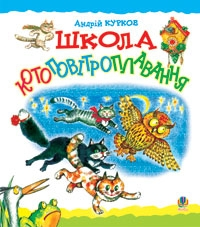 Андрій Курков
ШКОЛА
КОТОПОВІТРОПЛАВАННЯ